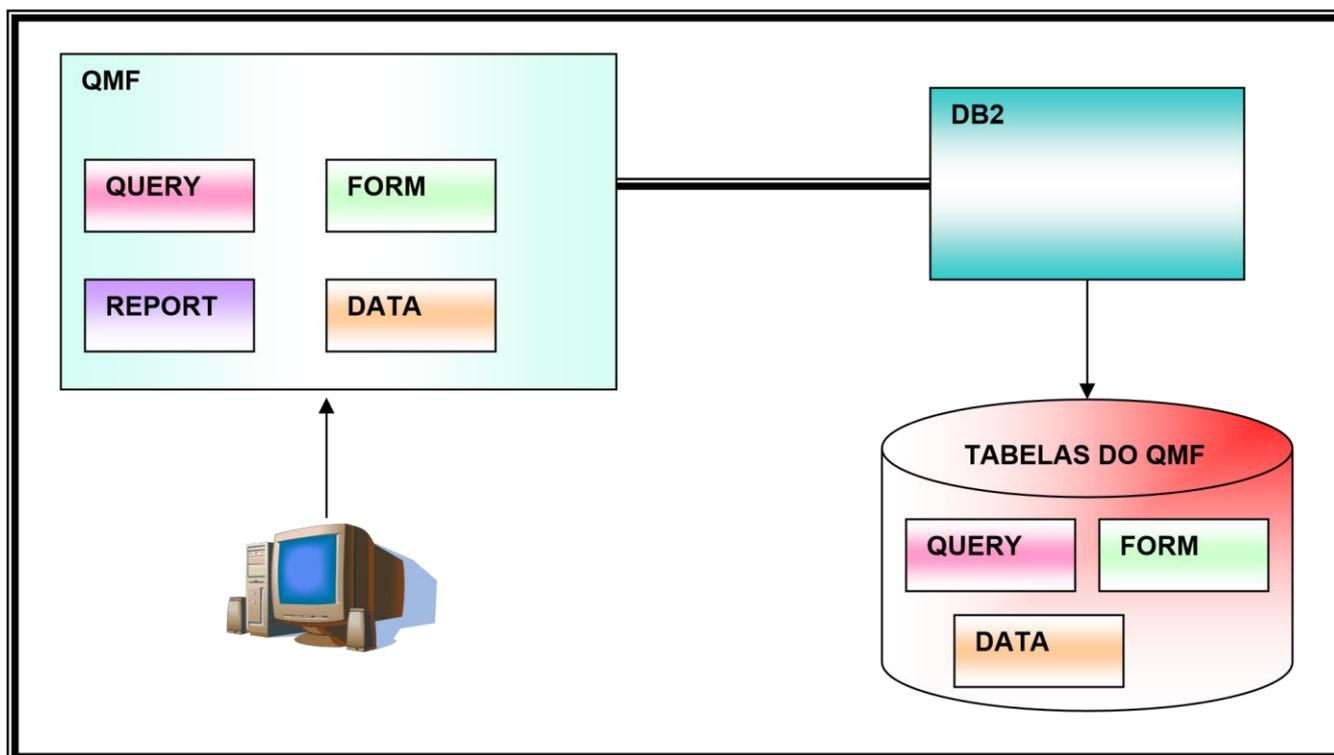 QMF
QUERY
FORM
REPORT
DATA
DB2
TABELAS DO QMF
QUERY
FORM
DATA